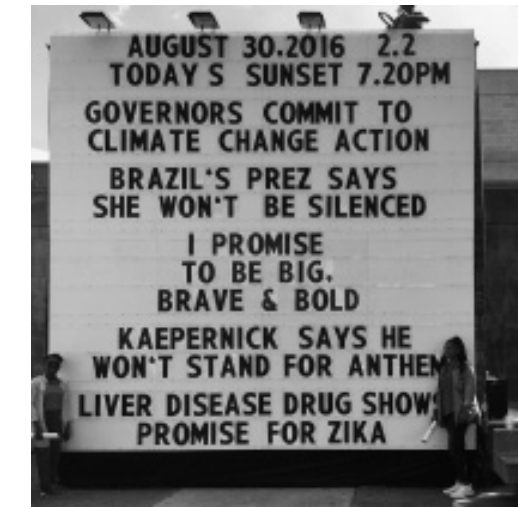 AUGUST 30.2016 2.2
TODAY S SUNSET 7.20PM
GOVERNORS COMMIT TO
CLIMATE CHANGE ACTION
BRAZIL'S PREZ SAYS
SHE WON'T BE SILENCED
I PROMISE
TO BE BIG.
BRAVE & BOLD
KAEPERNICK SAYS HE
WON'T STAND FOR ANTHEM
LIVER DISEASE DRUG SHOWS
PROMISE FOR ZIKA